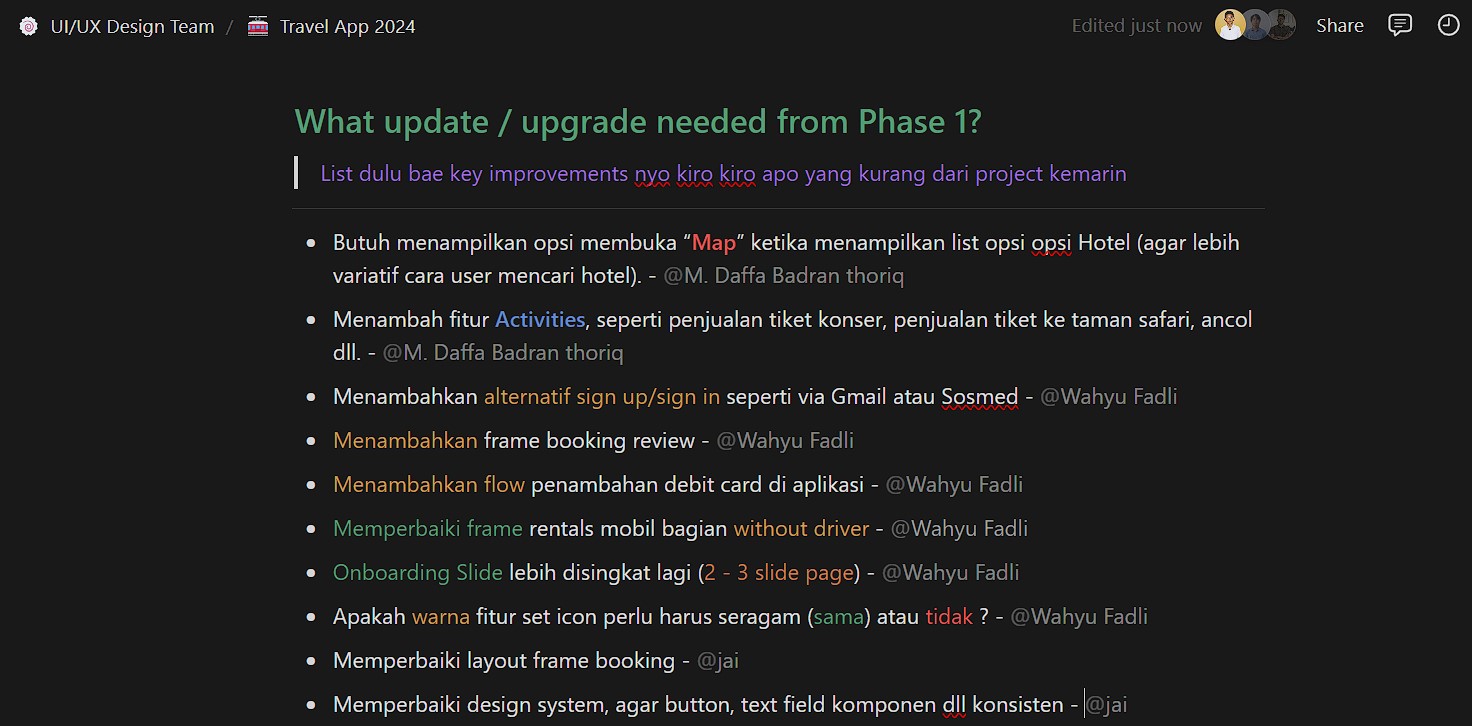 UI/UX Design Team / Travel App 2024
Edited just now
Share
What update / upgrade needed from Phase 1?
List dulu bae key improvements nyo kiro kiro apo yang kurang dari project kemarin
• Butuh menampilkan opsi membuka “Map” ketika menampilkan list opsi opsi Hotel (agar lebih
variatif cara user mencari hotel). - @M. Daffa Badran thoriq
• Menambah fitur Activities, seperti penjualan tiket konser, penjualan tiket ke taman safari, ancol
dll. - @M. Daffa Badran thoriq
• Menambahkan alternatif sign up/sign in seperti via Gmail atau Sosmed - @Wahyu Fadli
• Menambahkan frame booking review - @Wahyu Fadli
• Menambahkan flow penambahan debit card di aplikasi - @Wahyu Fadli
• Memperbaiki frame rentals mobil bagian without driver - @Wahyu Fadli
• Onboarding Slide lebih disingkat lagi (2 - 3 slide page) - @Wahyu Fadli
• Apakah warna fitur set icon perlu harus seragam (sama) atau tidak ? - @Wahyu Fadli
• Memperbaiki layout frame booking - @jai
• Memperbaiki design system, agar button, text field komponen dll konsisten - @jai